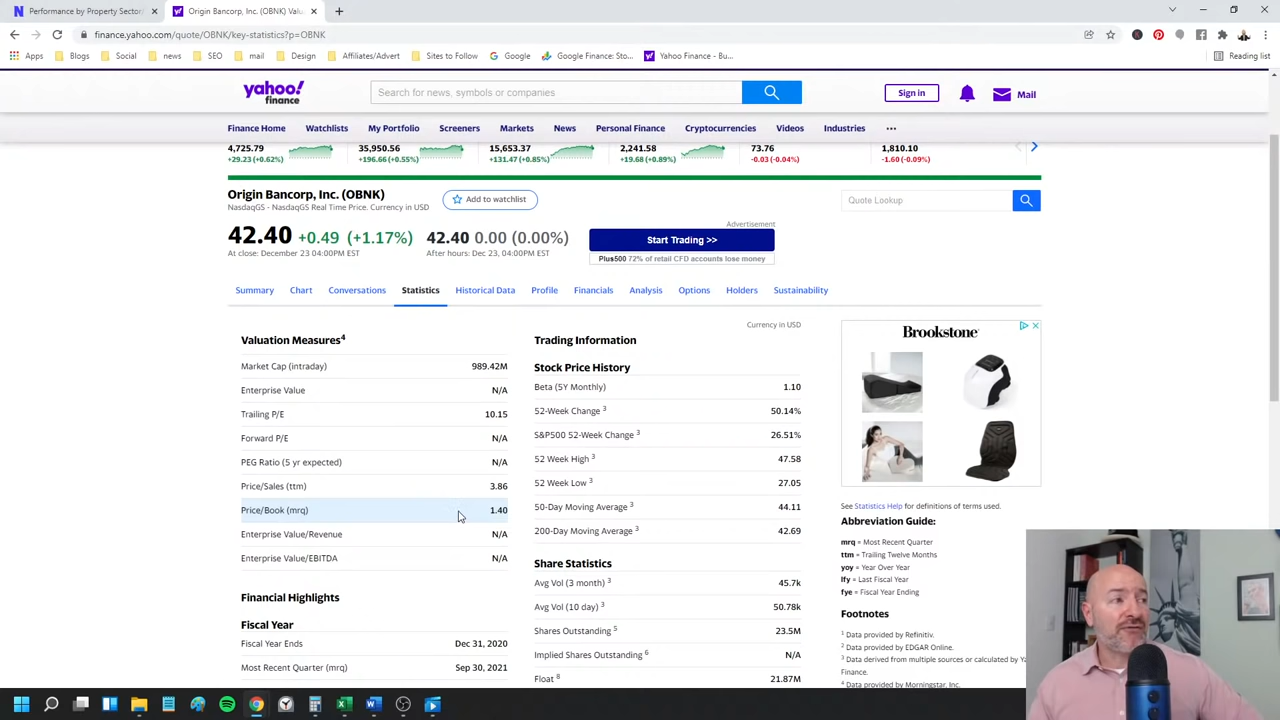 Performance by Property Sector
Origin Bancorp, Inc. (OBNK) Val
finance.yahoo.com/quote/OBNK/key-statistics?p=OBNK
Apps Blogs Social news SEO mail Design Affiliates/Advert Sites to Follow Google Google Finance: Sto... Yahoo Finance - Bu... Reading list
yahoo!
finance
Search for news, symbols or companies
Sign in
Mail
Finance Home Watchlists My Portfolio Screeners Markets News Personal Finance Cryptocurrencies Videos Industries ...
4,725.79 35,950.56 15,653.37 2,241.58 73.76 1,810.10
+29.23 (+0.62%) +196.66 (+0.55%) +131.47 (+0.85%) +19.68 (+0.89%) -0.03 (-0.04%) -1.60 (-0.09%)
Origin Bancorp, Inc. (OBNK)
Add to watchlist
NasdaqGS - NasdaqGS Real Time Price. Currency in USD
Quote Lookup
42.40 +0.49 (+1.17%) 42.40 0.00 (0.00%)
At close: December 23 04:00PM EST After hours: Dec 23, 04:00PM EST
Advertisement
Start Trading >>
Plus500 72% of retail CFD accounts lose money
Summary Chart Conversations Statistics Historical Data Profile Financials Analysis Options Holders Sustainability
Currency in USD
Valuation Measures4
Market Cap (intraday) 989.42M
Enterprise Value N/A
Trailing P/E 10.15
Forward P/E N/A
PEG Ratio (5 yr expected) N/A
Price/Sales (ttm) 3.86
Price/Book (mrq) 1.40
Enterprise Value/Revenue N/A
Enterprise Value/EBITDA N/A
Financial Highlights
Fiscal Year
Fiscal Year Ends Dec 31, 2020
Most Recent Quarter (mrq) Sep 30, 2021
Trading Information
Stock Price History
Beta (5Y Monthly) 1.10
52-Week Change 3 50.14%
S&P500 52-Week Change 3 26.51%
52 Week High 3 47.58
52 Week Low 3 27.05
50-Day Moving Average 3 44.11
200-Day Moving Average 3 42.69
Share Statistics
Avg Vol (3 month) 3 45.7k
Avg Vol (10 day) 3 50.78k
Shares Outstanding 5 23.5M
Implied Shares Outstanding 6 N/A
Float 8 21.87M
Brookstone
See Statistics Help for definitions of terms used.
Abbreviation Guide:
mrq = Most Recent Quarter
ttm = Trailing Twelve Months
yoy = Year Over Year
lfy = Last Fiscal Year
fye = Fiscal Year Ending
Footnotes
1 Data provided by Refinitiv.
2 Data provided by EDGAR Online.
3 Data derived from multiple sources or calculated by
Finance.
4 Data provided by Morningstar, Inc.